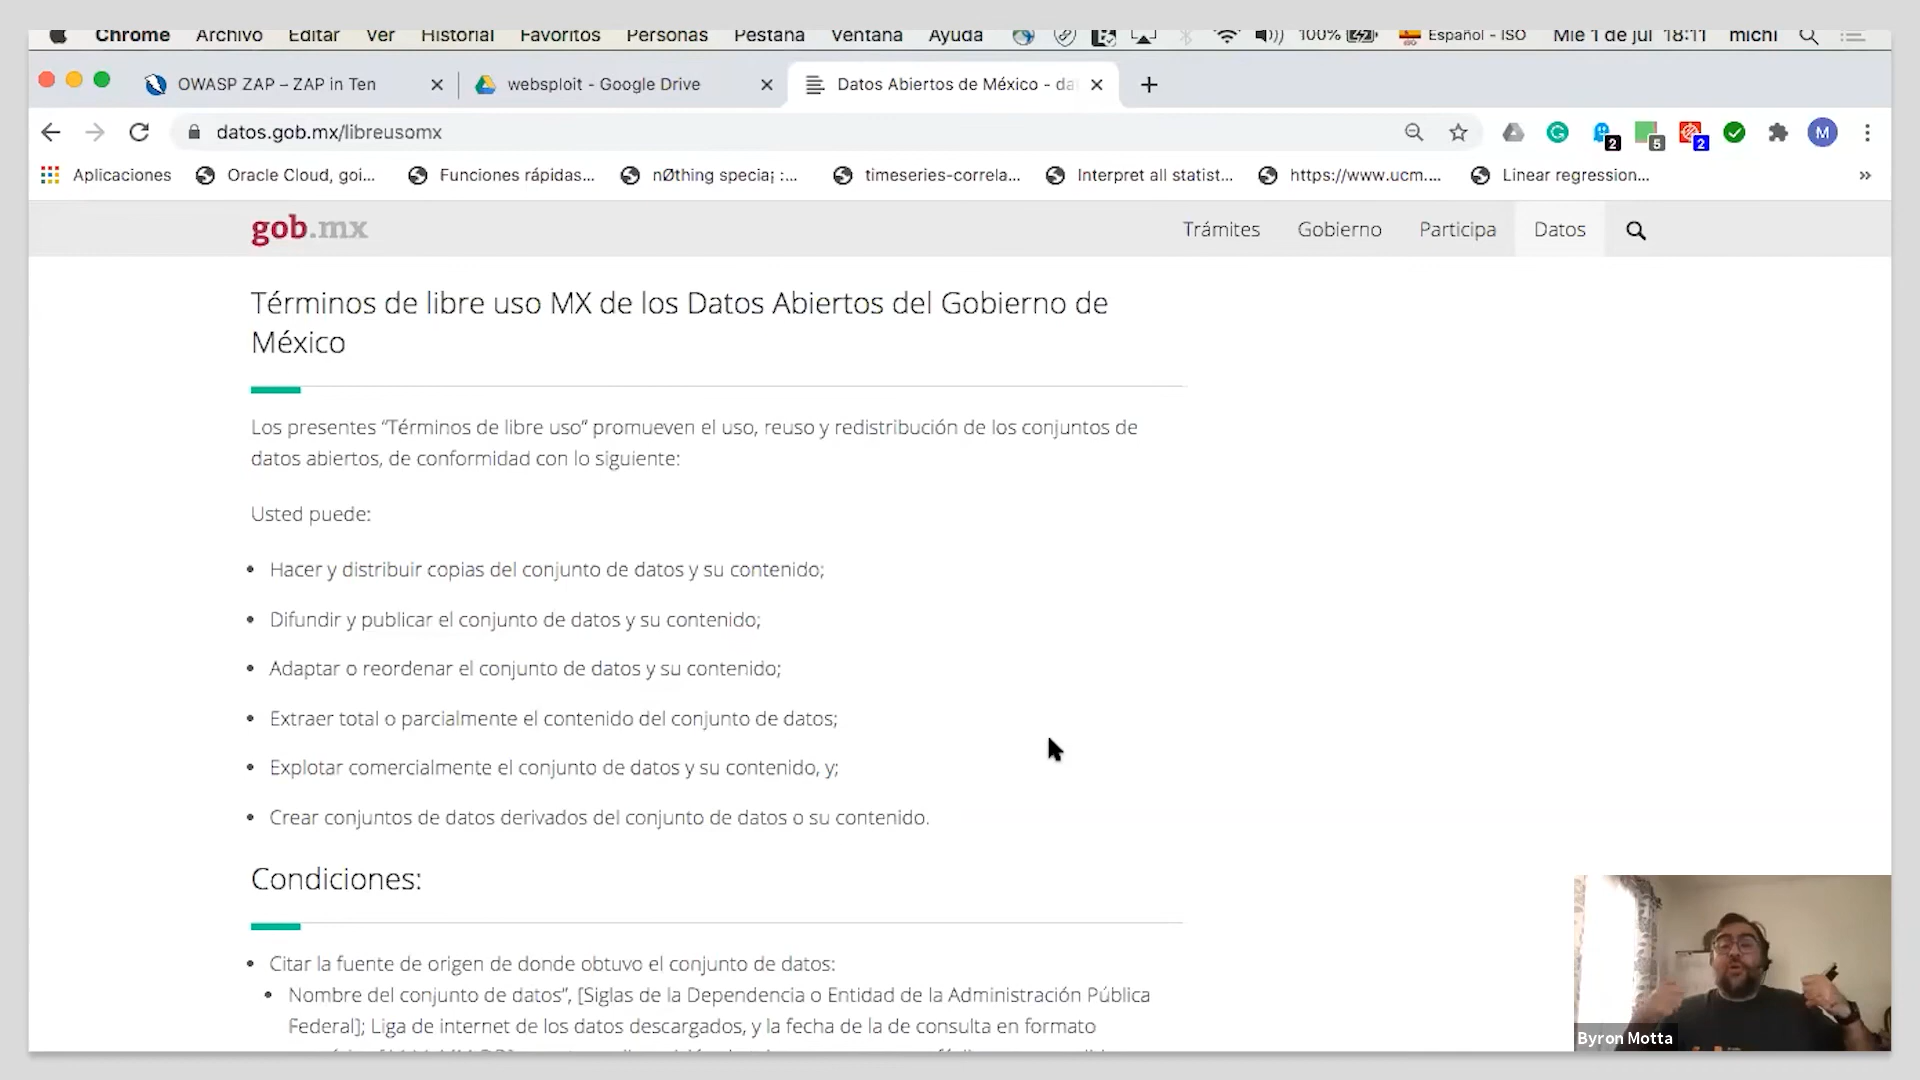 Chrome Archivo Editar Ver Historial Favoritos Personas Pestaña Ventana Ayuda 100% Español - ISO Mié 1 de jul 18:11 michi
OWASP ZAP – ZAP in Ten
websploit - Google Drive
Datos Abiertos de México - da
datos.gob.mx/libreusomx
2
5
2
M
Aplicaciones
Oracle Cloud, goi...
Funciones rápidas...
nØthing specia¡ :...
timeseries-correla...
Interpret all statist...
https://www.ucm....
Linear regression...
»
gob.mx
Trámites
Gobierno
Participa
Datos
Términos de libre uso MX de los Datos Abiertos del Gobierno de
México
Los presentes “Términos de libre uso” promueven el uso, reuso y redistribución de los conjuntos de
datos abiertos, de conformidad con lo siguiente:
Usted puede:
• Hacer y distribuir copias del conjunto de datos y su contenido;
• Difundir y publicar el conjunto de datos y su contenido;
• Adaptar o reordenar el conjunto de datos y su contenido;
• Extraer total o parcialmente el contenido del conjunto de datos;
• Explotar comercialmente el conjunto de datos y su contenido, y;
• Crear conjuntos de datos derivados del conjunto de datos o su contenido.
Condiciones:
• Citar la fuente de origen de donde obtuvo el conjunto de datos:
• Nombre del conjunto de datos”, [Siglas de la Dependencia o Entidad de la Administración Pública
Federal]; Liga de internet de los datos descargados, y la fecha de la de consulta en formato
Byron Motta